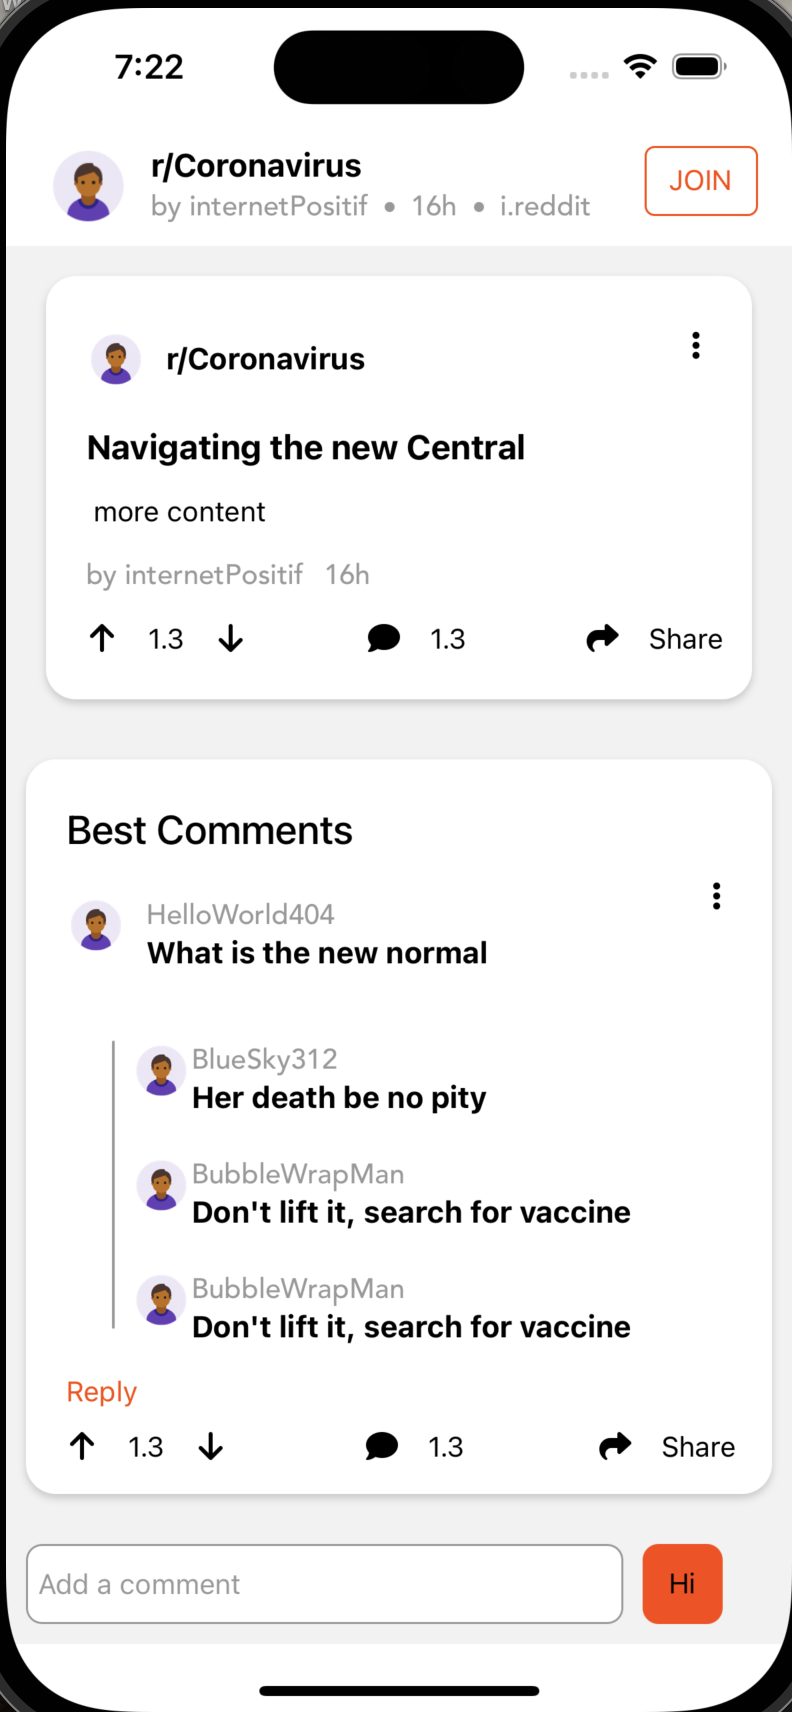 7:22
r/Coronavirus
by internetPositif • 16h • i.reddit
JOIN
r/Coronavirus
Navigating the new Central
more content
by internetPositif 16h
1.3 1.3 Share
Best Comments
HelloWorld404
What is the new normal
BlueSky312
Her death be no pity
BubbleWrapMan
Don't lift it, search for vaccine
BubbleWrapMan
Don't lift it, search for vaccine
Reply
1.3 1.3 Share
Add a comment Hi